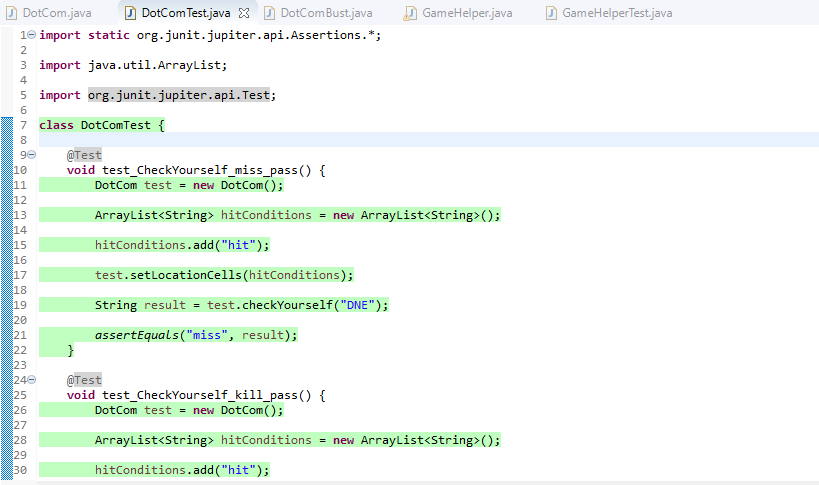 DotCom.java DotComTest.java DotComBust.java GameHelper.java GameHelperTest.java
1 import static org.junit.jupiter.api.Assertions.*;
2
3 import java.util.ArrayList;
4
5 import org.junit.jupiter.api.Test;
6
7 class DotComTest {
8
9 @Test
10 void test_CheckYourself_miss_pass() {
11 DotCom test = new DotCom();
12
13 ArrayList<String> hitConditions = new ArrayList<String>();
14
15 hitConditions.add("hit");
16
17 test.setLocationCells(hitConditions);
18
19 String result = test.checkYourself("DNE");
20
21 assertEquals("miss", result);
22 }
23
24 @Test
25 void test_CheckYourself_kill_pass() {
26 DotCom test = new DotCom();
27
28 ArrayList<String> hitConditions = new ArrayList<String>();
29
30 hitConditions.add("hit");